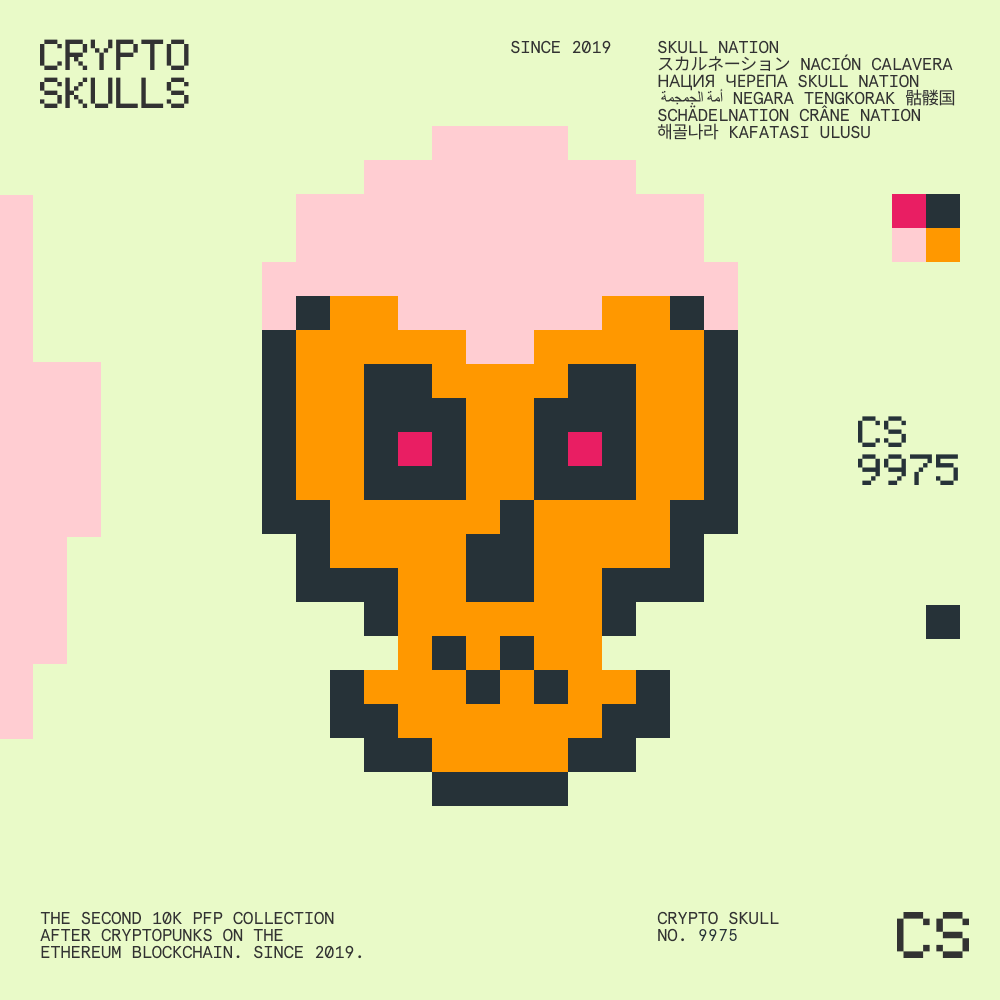 CRYPTO
SKULLS
SINCE 2019
SKULL NATION
スカルネーション NACIÓN CALAVERA
НАЦИЯ ЧЕРЕПА SKULL NATION
أمة الجمجمة NEGARA TENGKORAK 骷髅国
SCHÄDELNATION CRÂNE NATION
해골나라 KAFATASI ULUSU
CS
9975
THE SECOND 10K PFP COLLECTION
AFTER CRYPTOPUNKS ON THE
ETHEREUM BLOCKCHAIN. SINCE 2019.
CRYPTO SKULL
NO. 9975
CS